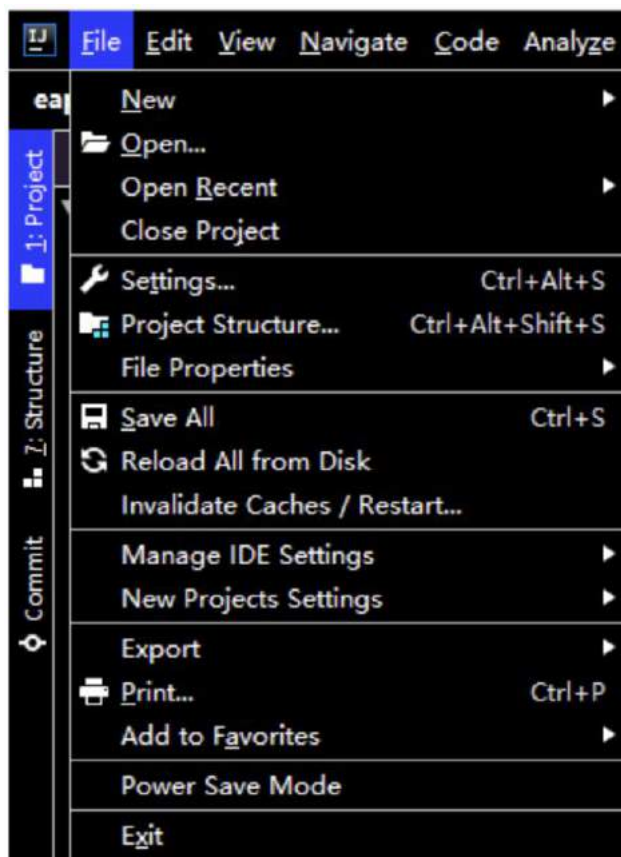 IJ File Edit View Navigate Code Analyze
New
Open...
Open Recent
Close Project
Settings... Ctrl+Alt+S
Project Structure... Ctrl+Alt+Shift+S
File Properties
Save All Ctrl+S
Reload All from Disk
Invalidate Caches / Restart...
Manage IDE Settings
New Projects Settings
Export
Print... Ctrl+P
Add to Favorites
Power Save Mode
Exit
1: Project
7: Structure
Commit